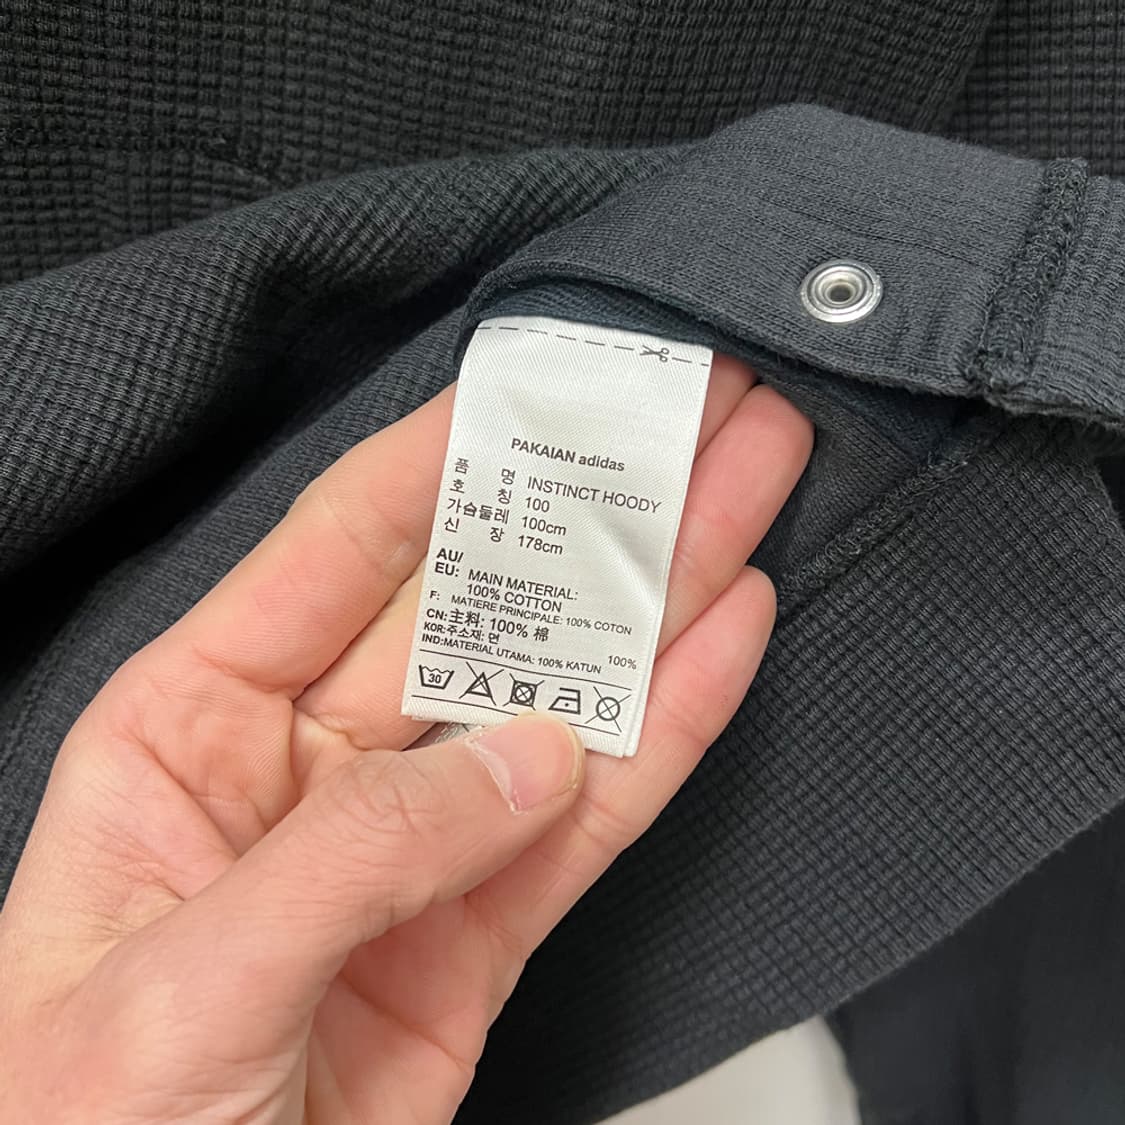 PAKAIAN adidas
품 명 INSTINCT HOODY
호 칭 100
가슴둘레 100cm
신 장 178cm
AU/
EU: MAIN MATERIAL:
100% COTTON
F: MATIERE PRINCIPALE: 100% COTON
CN: 主料: 100% 棉
KOR: 주소재: 면 100%
IND: MATERIAL UTAMA: 100% KATUN
30